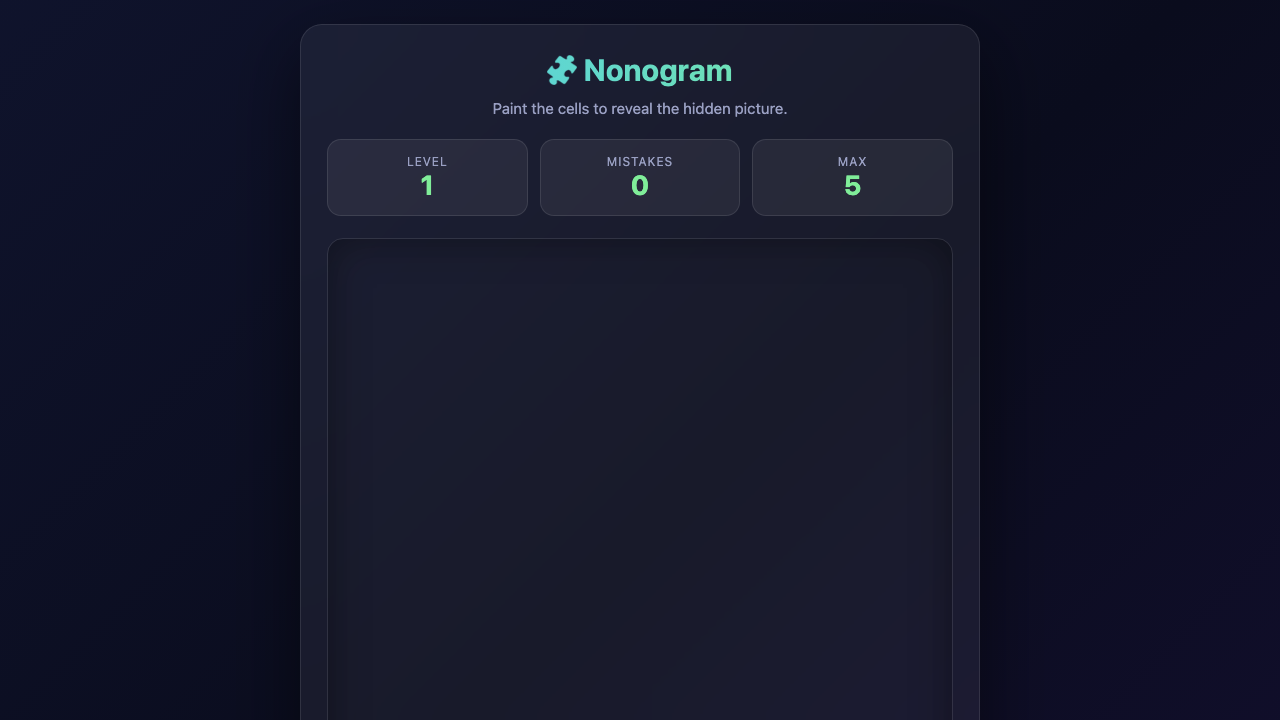 🧩 Nonogram
Paint the cells to reveal the hidden picture.
LEVEL
1
MISTAKES
0
MAX
5